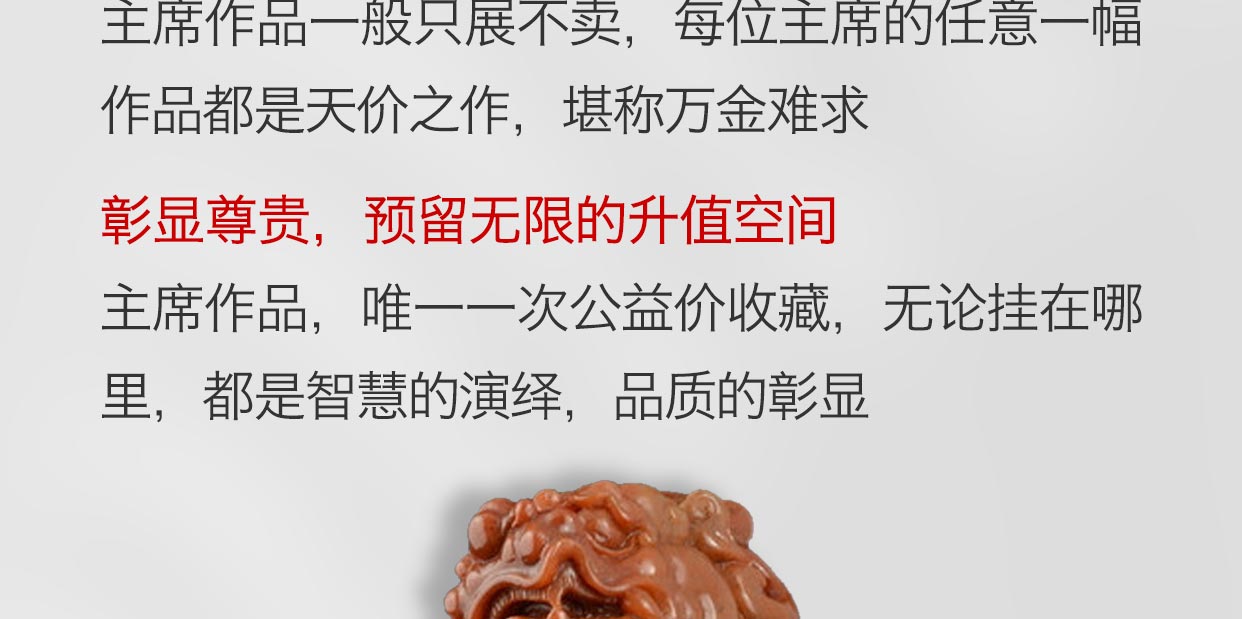 主席作品一般只展不卖，每位主席的任意一幅
作品都是天价之作，堪称万金难求
彰显尊贵，预留无限的升值空间
主席作品，唯一一次公益价收藏，无论挂在哪
里，都是智慧的演绎，品质的彰显